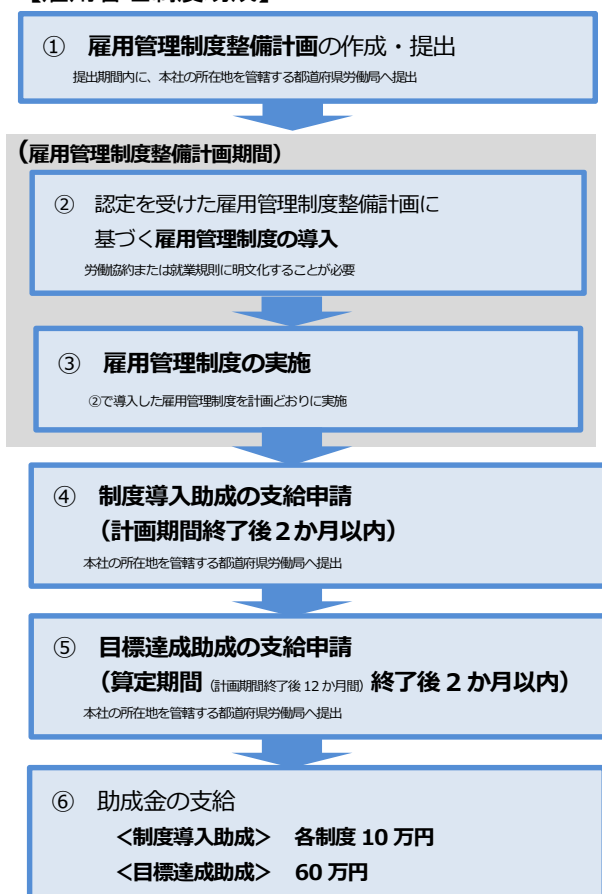 【雇用管理制度助成】
① 雇用管理制度整備計画の作成・提出
提出期間内に、本社の所在地を管轄する都道府県労働局へ提出
(雇用管理制度整備計画期間)
② 認定を受けた雇用管理制度整備計画に
基づく雇用管理制度の導入
労働協約または就業規則に明文化することが必要
③ 雇用管理制度の実施
②で導入した雇用管理制度を計画どおりに実施
④ 制度導入助成の支給申請
（計画期間終了後２か月以内）
本社の所在地を管轄する都道府県労働局へ提出
⑤ 目標達成助成の支給申請
（算定期間（計画期間終了後 12 か月間）終了後 2 か月以内）
本社の所在地を管轄する都道府県労働局へ提出
⑥ 助成金の支給
＜制度導入助成＞ 各制度 10 万円
＜目標達成助成＞ 60 万円